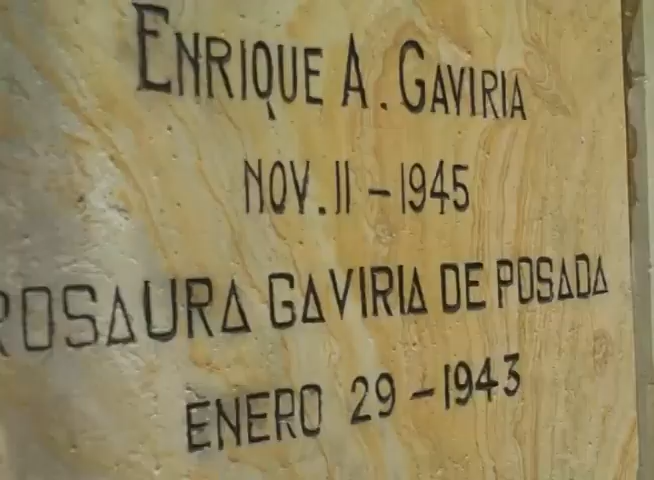 ENRIQUE A. GAVIRIA
NOV. 11 - 1945
ROSAURA GAVIRIA DE POSADA
ENERO 29 - 1943